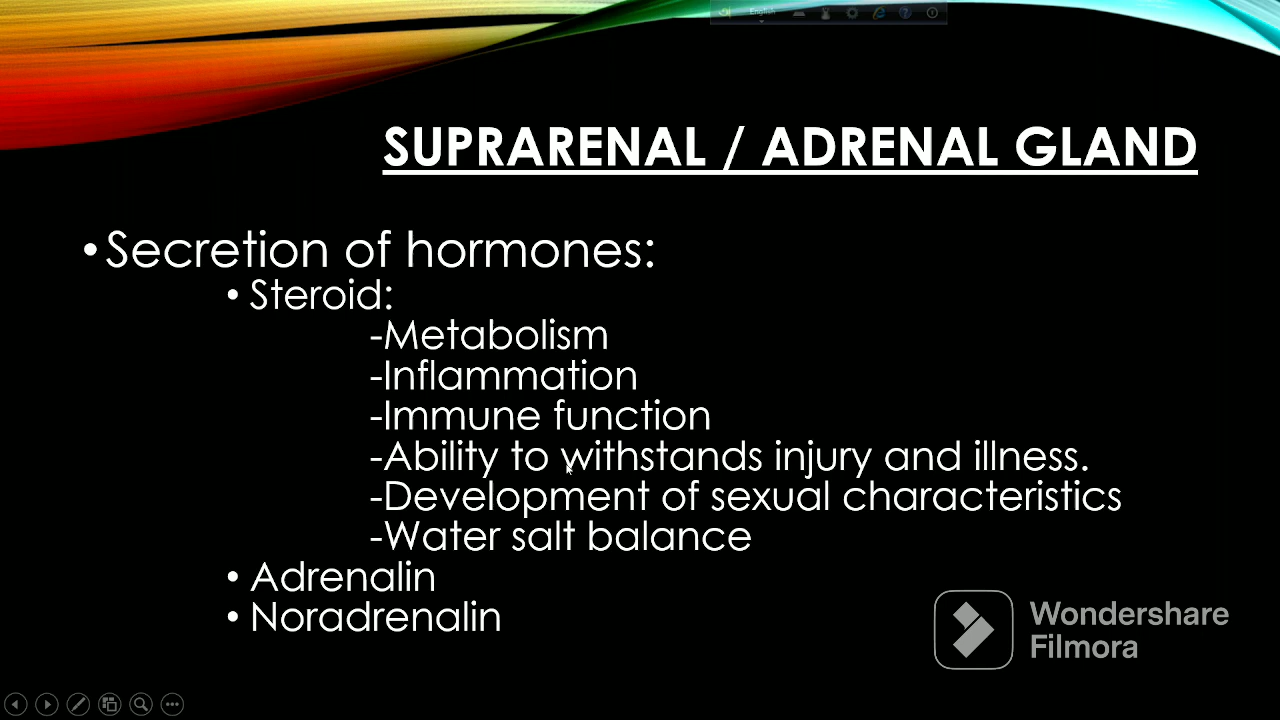 English
SUPRARENAL / ADRENAL GLAND
•Secretion of hormones:
• Steroid:
-Metabolism
-Inflammation
-Immune function
-Ability to withstands injury and illness.
-Development of sexual characteristics
-Water salt balance
• Adrenalin
• Noradrenalin
Wondershare
Filmora